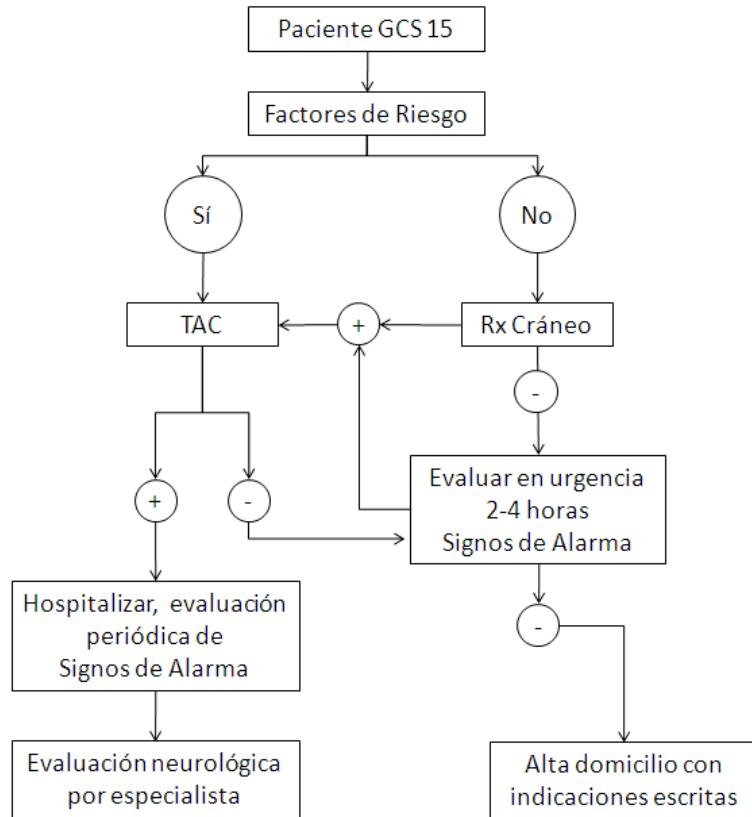 Paciente GCS 15
Factores de Riesgo
Sí
No
TAC
+
Rx Cráneo
-
Evaluar en urgencia
2-4 horas
Signos de Alarma
+
-
Hospitalizar, evaluación
periódica de
Signos de Alarma
-
Evaluación neurológica
por especialista
Alta domicilio con
indicaciones escritas